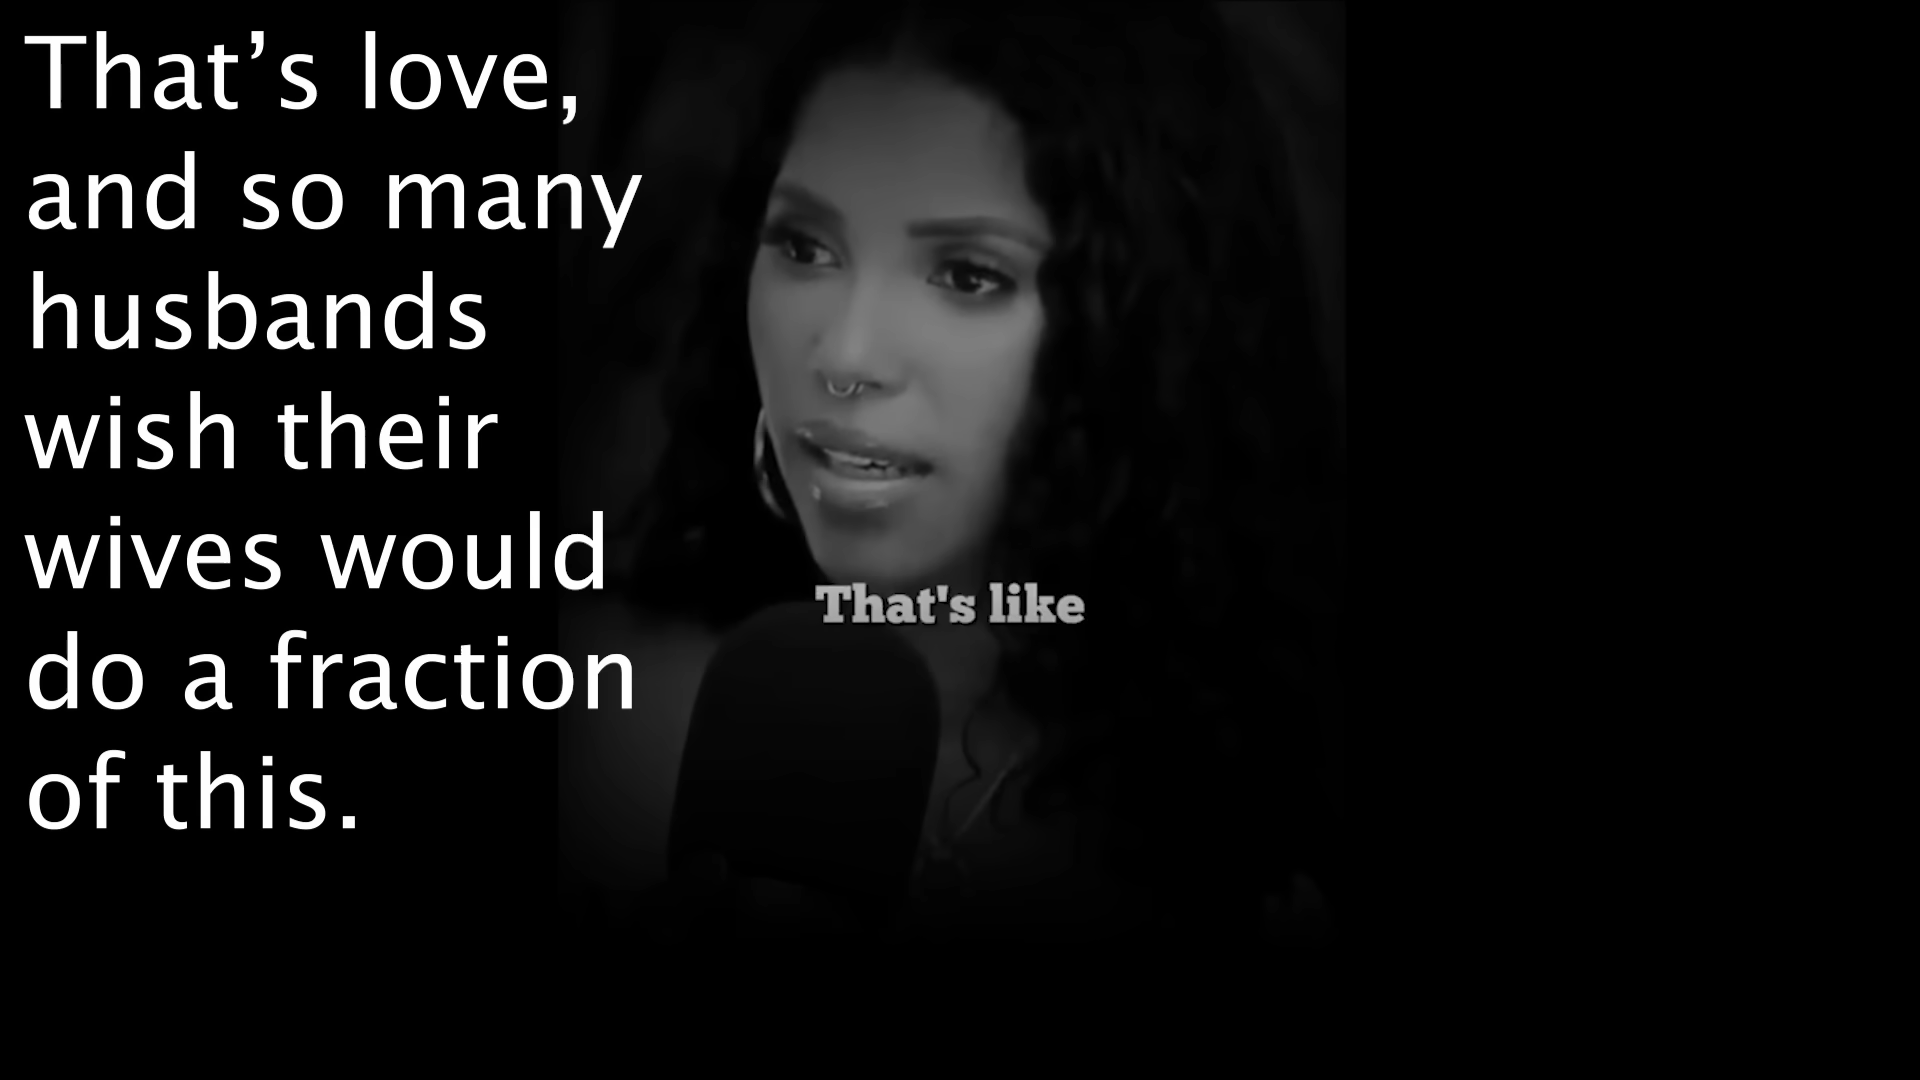 That’s love,
and so many
husbands
wish their
wives would
do a fraction
of this.
That's like